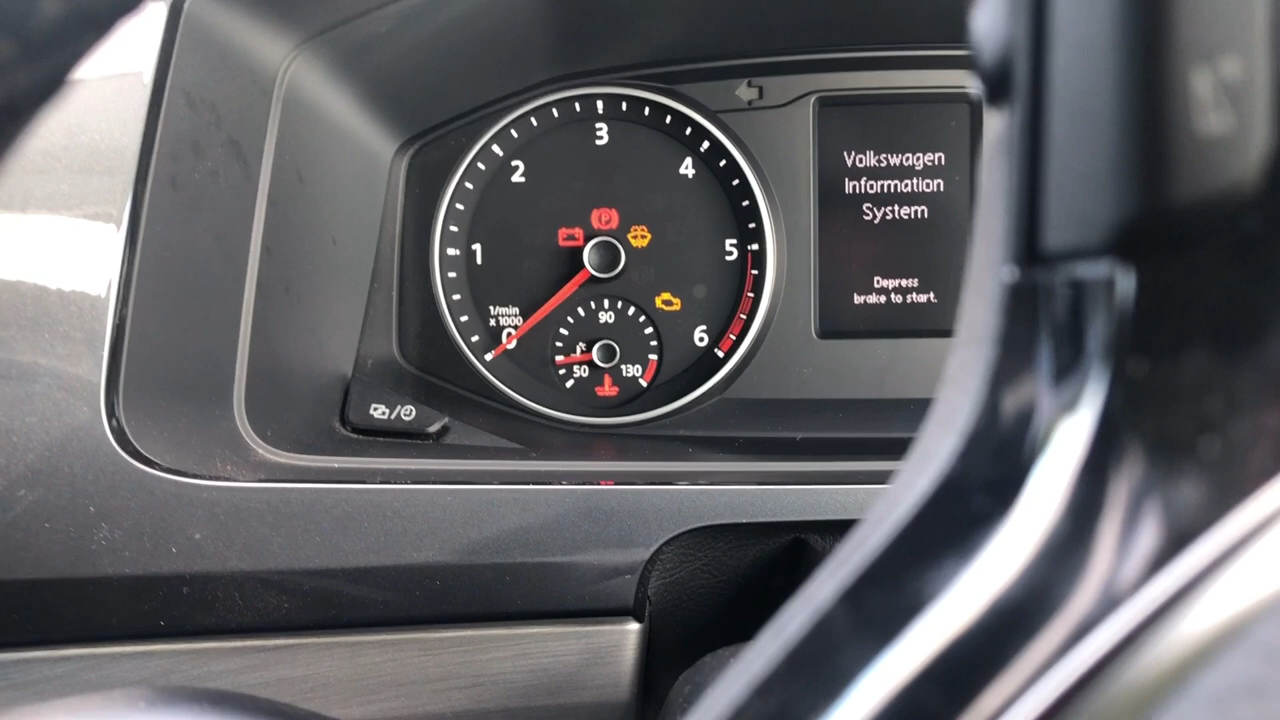 3
2
4
P
1
5
1/min
x 1000
0
90
6
°C
50
130
Volkswagen
Information
System
Depress
brake to start.